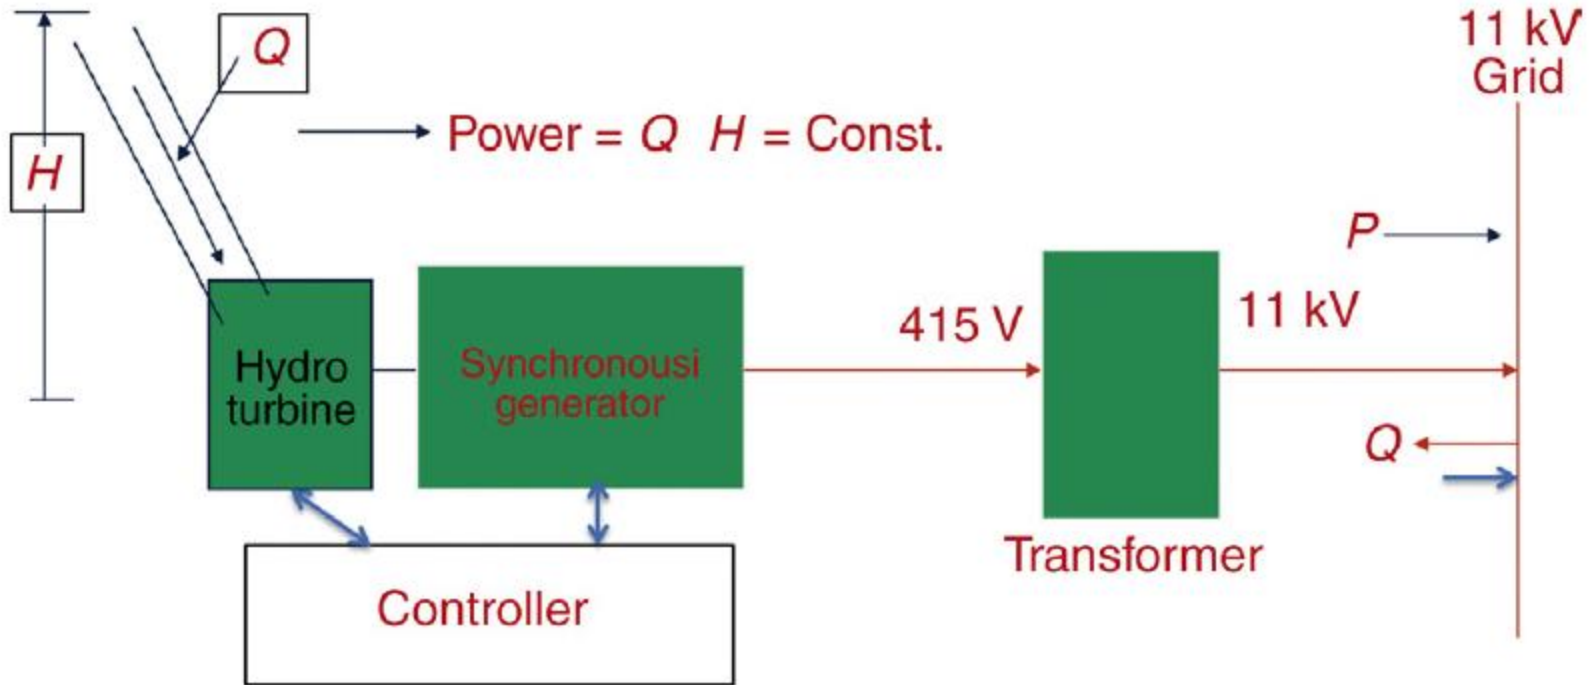 11 kV
Grid
Q
Power = Q H = Const.
H
P
415 V
11 kV
Hydro
turbine
Synchronousi
generator
Q
Transformer
Controller